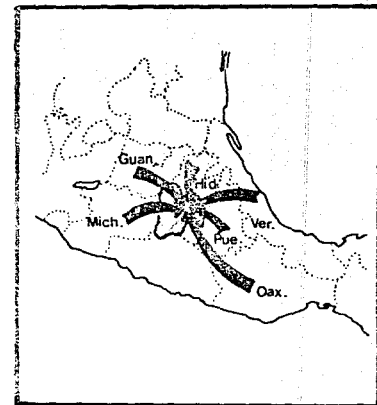 Guan.
Hid.
Mich.
Ver.
Pue.
Oax.